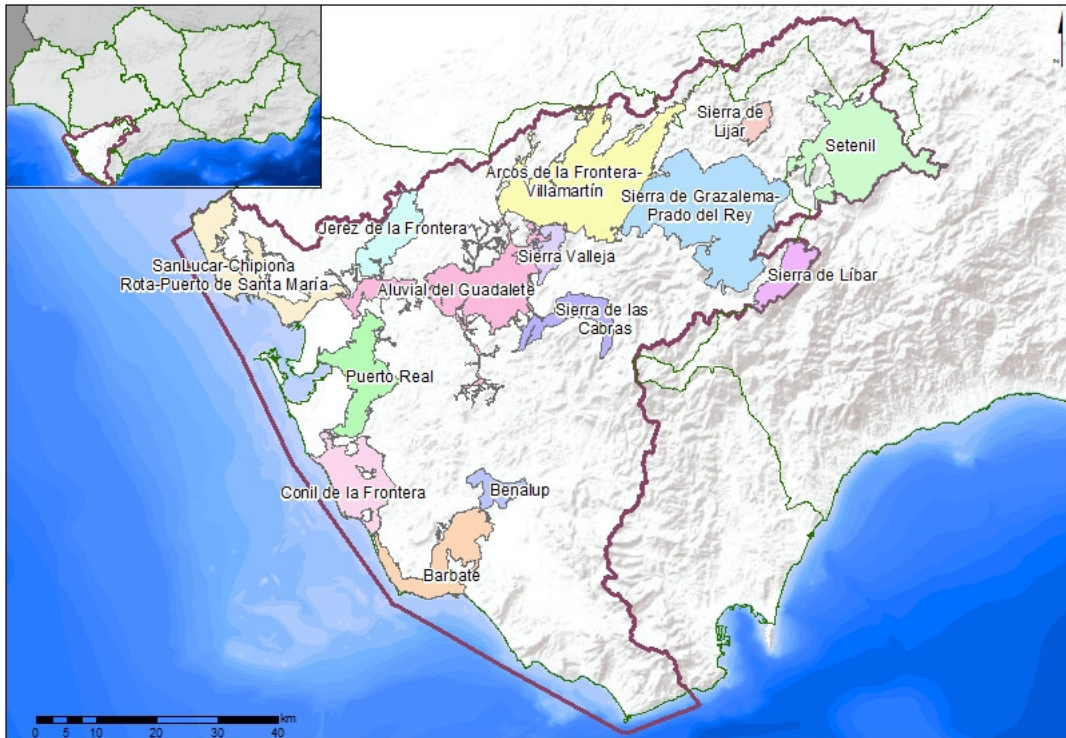 N
Sierra de
Líjar
Setenil
Arcos de la Frontera-
Villamartín
Sierra de Grazalema-
Prado del Rey
Jerez de la Frontera
Sierra Valleja
SanLucar-Chipiona
Rota-Puerto de Santa María
Aluvial del Guadalete
Sierra de Líbar
Sierra de las
Cabras
Puerto Real
Conil de la Frontera
Benalup
Barbate
km
0 5 10 20 30 40